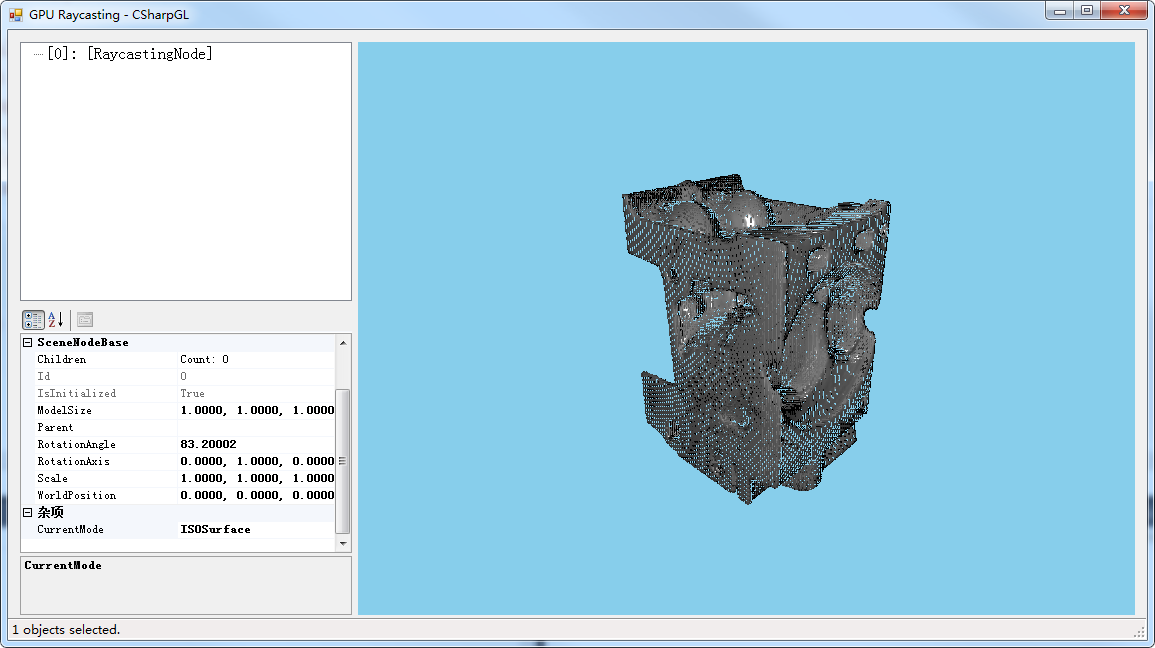 GPU Raycasting - CSharpGL
[0]: [RaycastingNode]
SceneNodeBase
Children Count: 0
Id 0
IsInitialized True
ModelSize 1.0000, 1.0000, 1.0000
Parent
RotationAngle 83.20002
RotationAxis 0.0000, 1.0000, 0.0000
Scale 1.0000, 1.0000, 1.0000
WorldPosition 0.0000, 0.0000, 0.0000
杂项
CurrentMode ISOSurface
CurrentMode
1 objects selected.